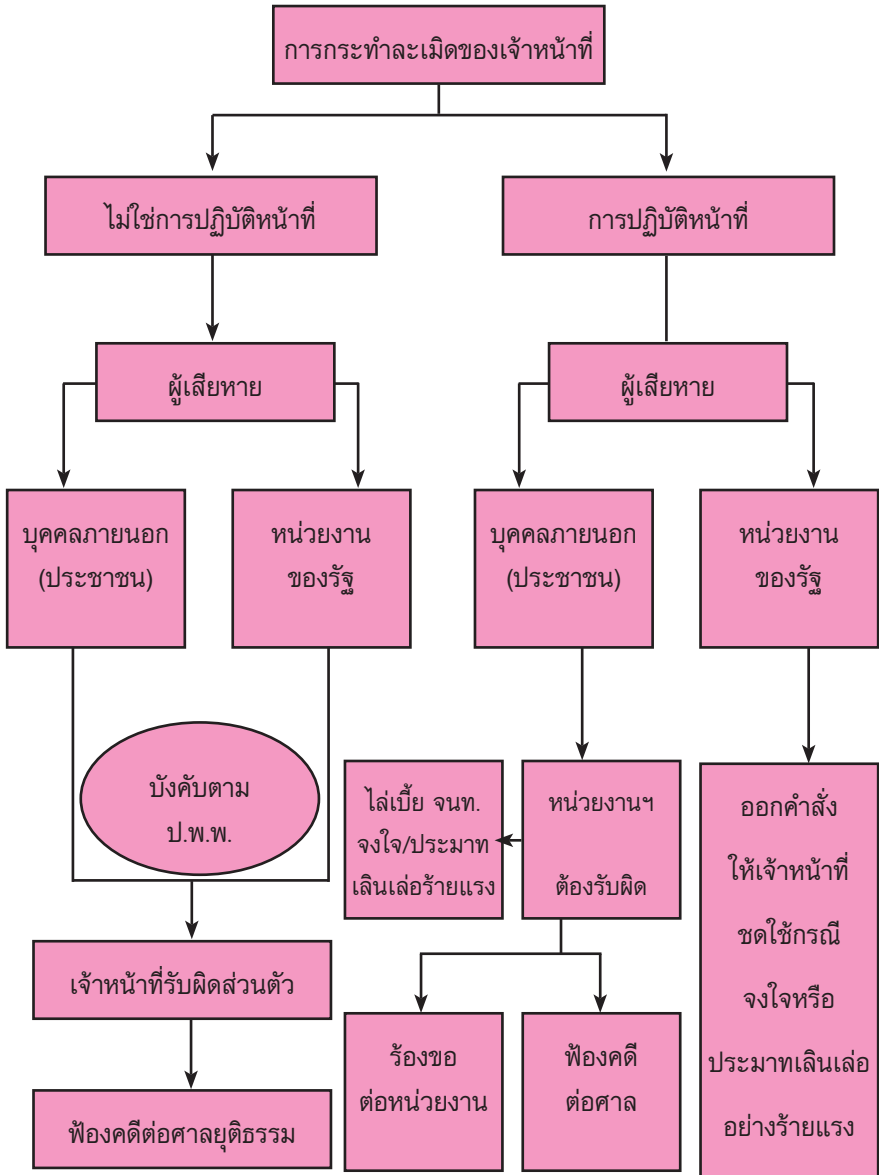 การกระทำละเมิดของเจ้าหน้าที่
ไม่ใช่การปฏิบัติหน้าที่
การปฏิบัติหน้าที่
ผู้เสียหาย
ผู้เสียหาย
บุคคลภายนอก
(ประชาชน)
หน่วยงาน
ของรัฐ
บุคคลภายนอก
(ประชาชน)
หน่วยงาน
ของรัฐ
บังคับตาม
ป.พ.พ.
ไล่เบี้ย จนท.
จงใจ/ประมาท
เลินเล่อร้ายแรง
หน่วยงานฯ
ต้องรับผิด
ออกคำสั่ง
ให้เจ้าหน้าที่
ชดใช้กรณี
จงใจหรือ
ประมาทเลินเล่อ
อย่างร้ายแรง
เจ้าหน้าที่รับผิดส่วนตัว
ฟ้องคดีต่อศาลยุติธรรม
ร้องขอ
ต่อหน่วยงาน
ฟ้องคดี
ต่อศาล